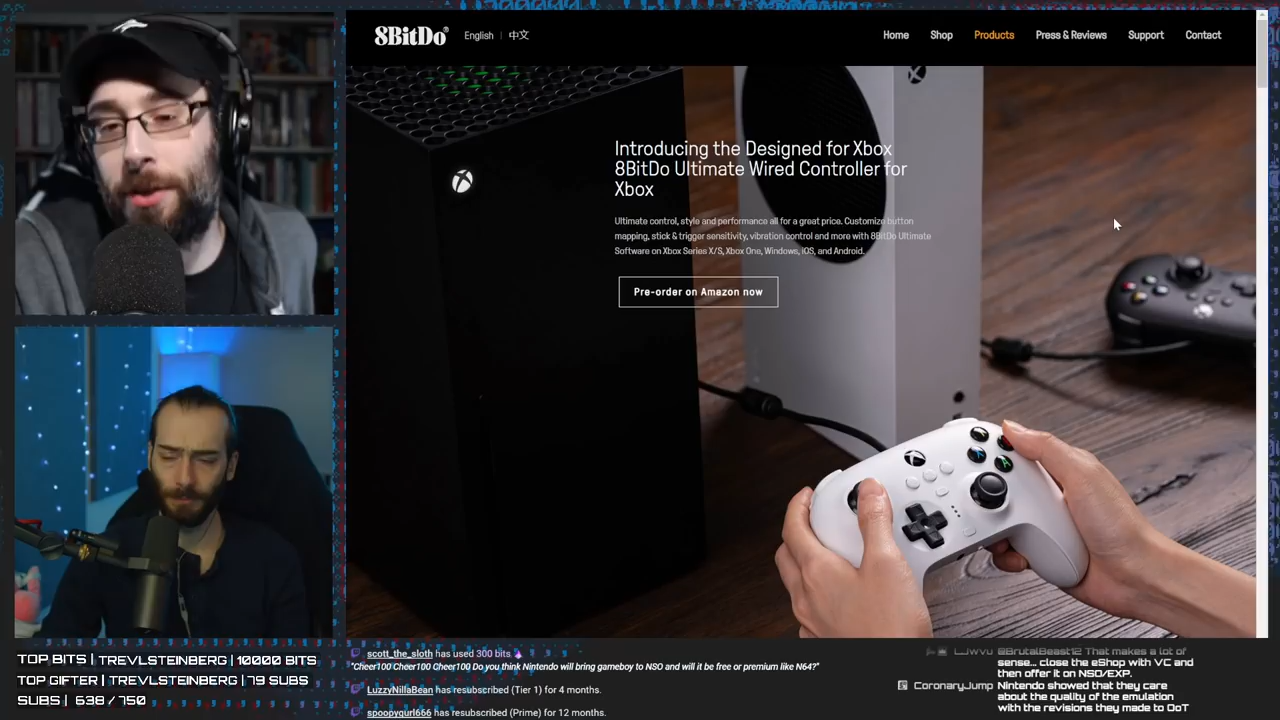 8BitDo®
English | 中文
Home Shop Products Press & Reviews Support Contact
Introducing the Designed for Xbox
8BitDo Ultimate Wired Controller for
Xbox
Ultimate control, style and performance all for a great price. Customize button
mapping, stick & trigger sensitivity, vibration control and more with 8BitDo Ultimate
Software on Xbox Series X/S, Xbox One, Windows, iOS, and Android.
Pre-order on Amazon now
TOP BITS | TREVLSTEINBERG | 10000 BITS
TOP GIFTER | TREVLSTEINBERG | 79 SUBS
SUBS | 638 / 750
scott_the_sloth has used 300 bits
"Cheer100 Cheer100 Cheer100 Do you think Nintendo will bring gameboy to NSO and will it be free or premium like N64?"
LuzzyNillaBean has resubscribed (Tier 1) for 4 months.
spoopygurl666 has resubscribed (Prime) for 12 months.
@BrutalBeast12 That makes a lot of
sense... close the eShop with VC and
then offer it on NSO/EXP.
CoronaryJump Nintendo showed that they care
about the quality of the emulation
with the revisions they made to OoT